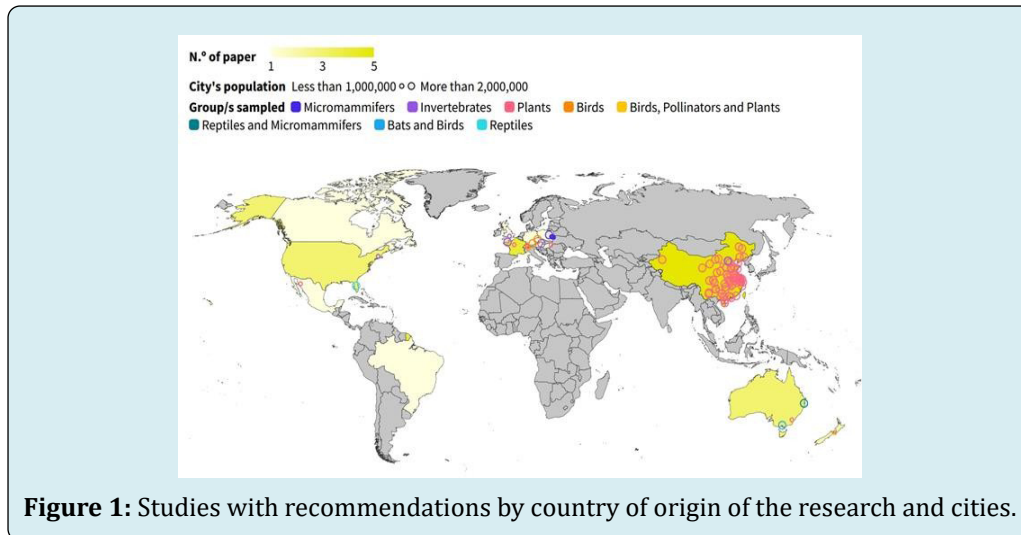 N.º of paper
1 3 5
City's population Less than 1,000,000 More than 2,000,000
Group/s sampled Micromammifers Invertebrates Plants Birds Birds, Pollinators and Plants
Reptiles and Micromammifers Bats and Birds Reptiles
Figure 1: Studies with recommendations by country of origin of the research and cities.